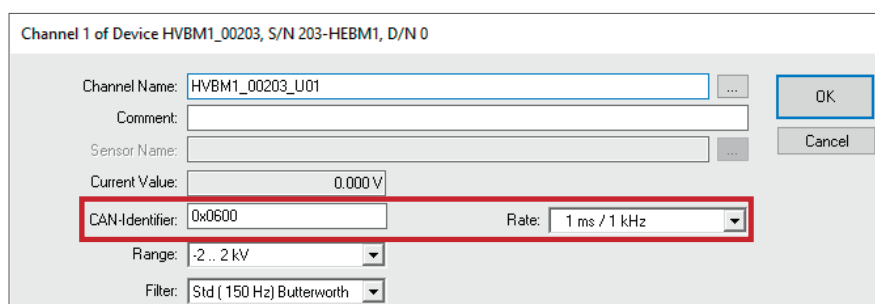 Channel 1 of Device HVBM1_00203, S/N 203-HEBM1, D/N 0
Channel Name: HVBM1_00203_U01 ... OK
Comment:
Sensor Name: ... Cancel
Current Value: 0.000 V
CAN-Identifier: 0x0600 Rate: 1 ms / 1 kHz
Range: -2 .. 2 kV
Filter: Std ( 150 Hz) Butterworth